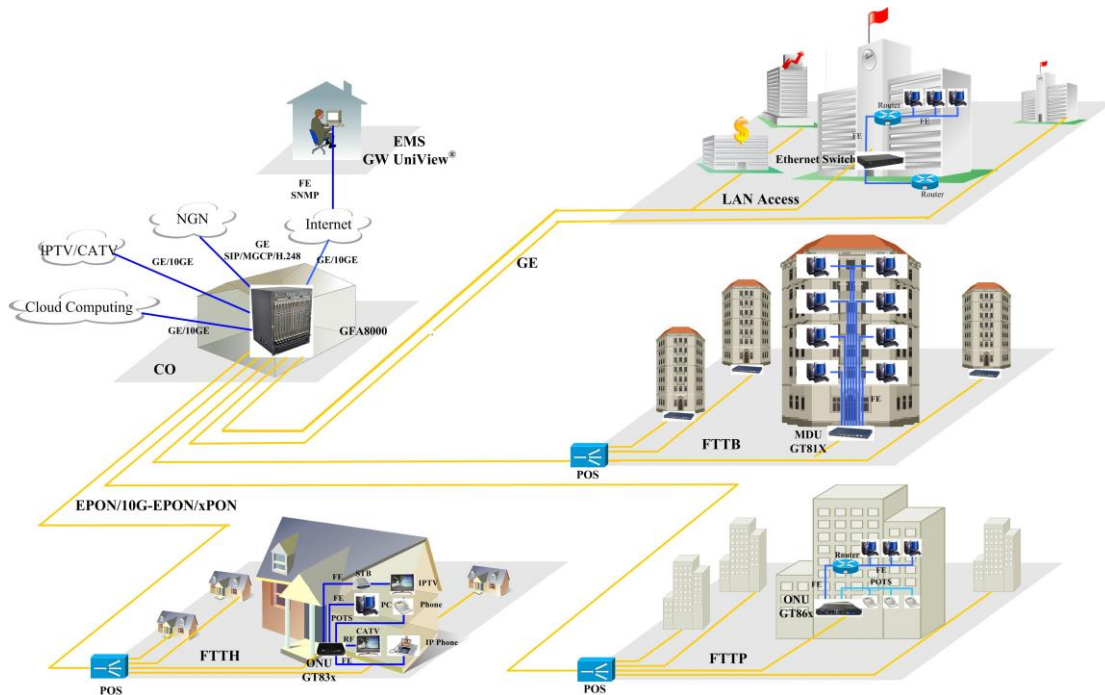 EMS
GW UniView®
FE
SNMP
NGN
Internet
IPTV/CATV
GE
SIP/MGCP/H.248
GE/10GE
GE/10GE
Cloud Computing
GE/10GE
GFA8000
CO
Router
FE
FE
Ethernet Switch
Router
LAN Access
GE
FE
MDU
GT81X
FTTB
POS
EPON/10G-EPON/xPON
STB
FE
IPTV
FE
PC
Phone
POTS
RF
CATV
IP Phone
FE
ONU
GT83x
FTTH
POS
Router
FE
FE
POTS
ONU
GT86x
FTTP
POS